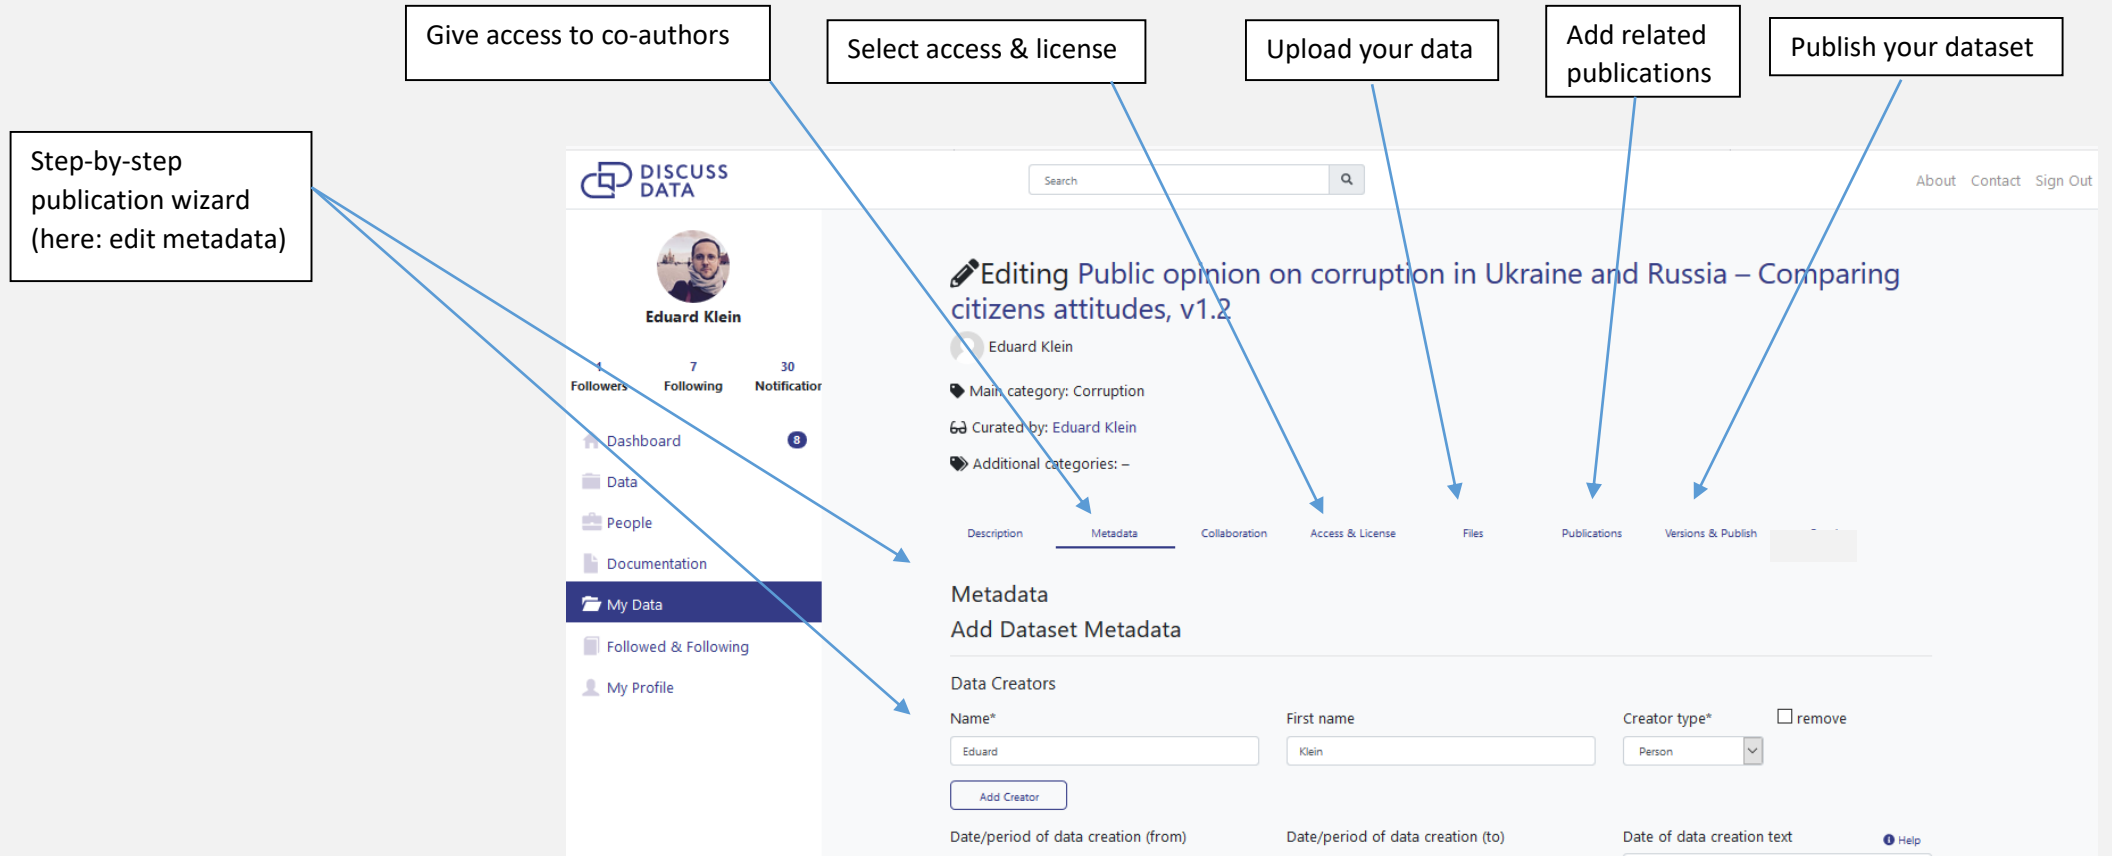 Give access to co-authors
Select access & license
Upload your data
Add related
publications
Publish your dataset
Step-by-step
publication wizard
(here: edit metadata)
DISCUSS
DATA
Search
About Contact Sign Out
Eduard Klein
7 30
Followers Following Notification
Dashboard 8
Data
People
Documentation
My Data
Followed & Following
My Profile
Editing Public opinion on corruption in Ukraine and Russia – Comparing
citizens attitudes, v1.2
Eduard Klein
Main category: Corruption
Curated by: Eduard Klein
Additional categories: –
Description Metadata Collaboration Access & License Files Publications Versions & Publish
Metadata
Add Dataset Metadata
Data Creators
Name* First name Creator type* remove
Eduard Klein Person
Add Creator
Date/period of data creation (from) Date/period of data creation (to) Date of data creation text Help